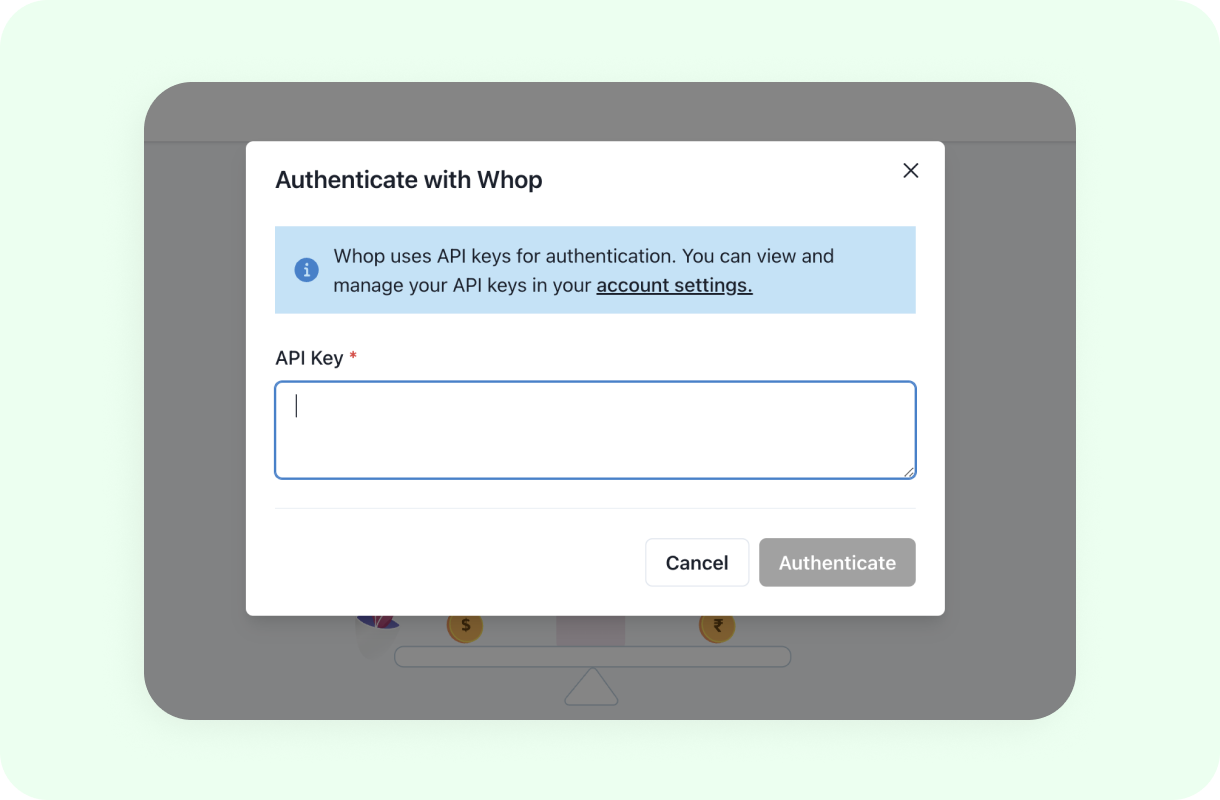 Authenticate with Whop
Whop uses API keys for authentication. You can view and
manage your API keys in your account settings.
API Key *
Cancel
Authenticate
$
₹